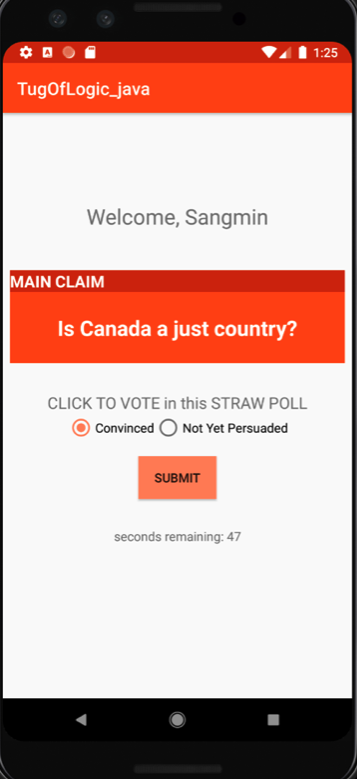 1:25
TugOfLogic_java
Welcome, Sangmin
MAIN CLAIM
Is Canada a just country?
CLICK TO VOTE in this STRAW POLL
Convinced Not Yet Persuaded
SUBMIT
seconds remaining: 47